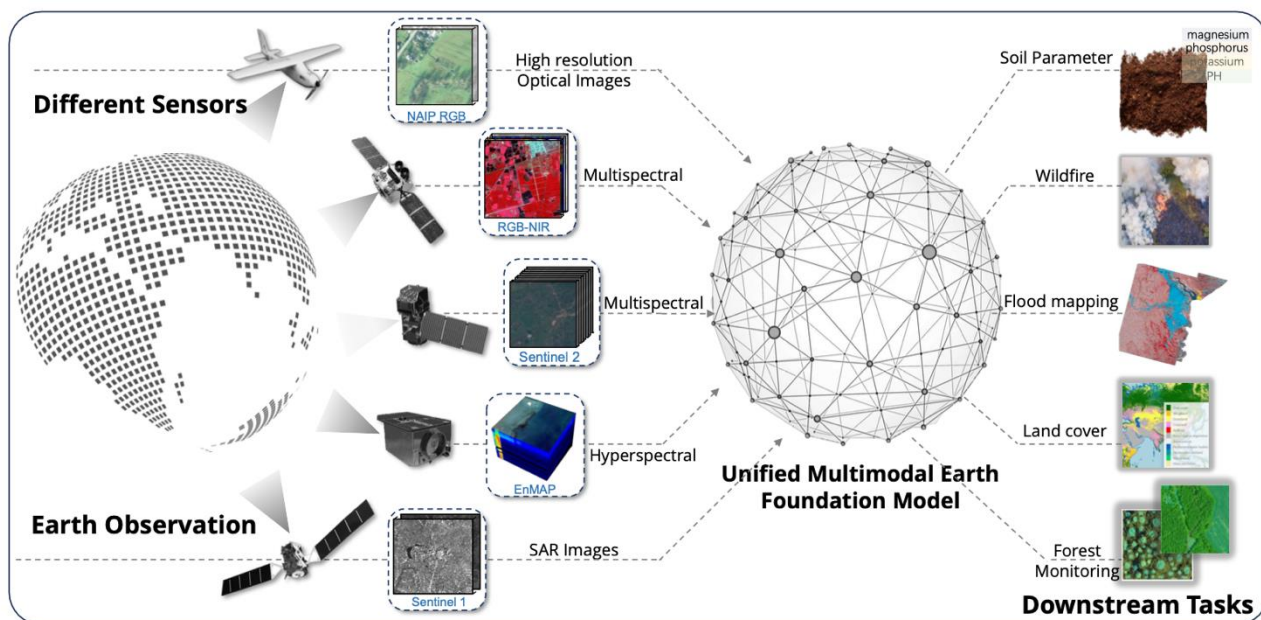 Different Sensors
NAIP RGB
High resolution
Optical Images
RGB-NIR
Multispectral
Sentinel 2
Multispectral
EnMAP
Hyperspectral
Earth Observation
Sentinel 1
SAR Images
Unified Multimodal Earth
Foundation Model
Soil Parameter
magnesium
phosphorus
potassium
PH
Wildfire
Flood mapping
Land cover
Forest
Monitoring
Downstream Tasks